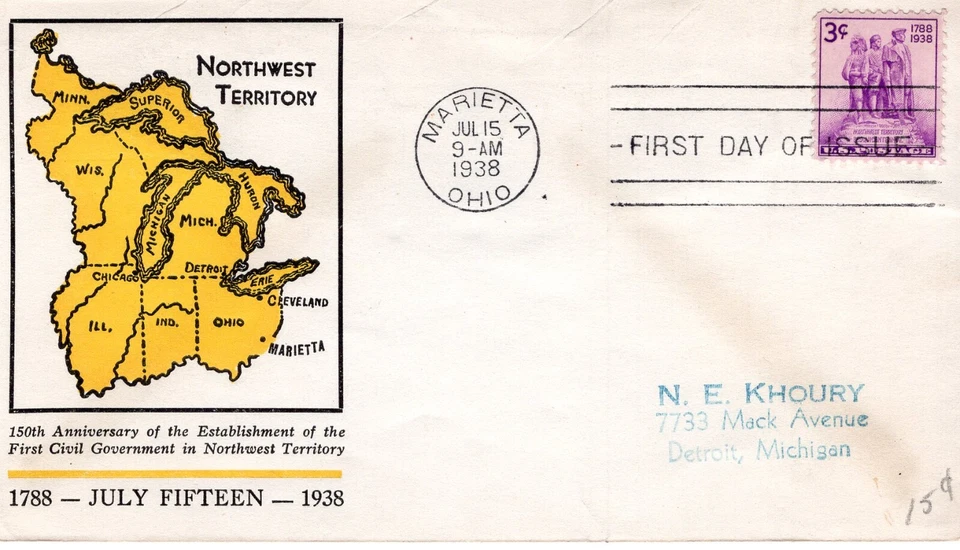 NORTHWEST
TERRITORY
MINN.
SUPERIOR
WIS.
MICHIGAN
HURON
MICH.
CHICAGO
DETROIT
ERIE
CLEVELAND
ILL.
IND.
OHIO
MARIETTA
150th Anniversary of the Establishment of the
First Civil Government in Northwest Territory
1788 — JULY FIFTEEN — 1938
MARIETTA
JUL 15
9-AM
1938
OHIO
FIRST DAY OF ISSUE
3¢
1788
1938
NORTHWEST TERRITORY
N. E. KHOURY
7733 Mack Avenue
Detroit, Michigan
15¢